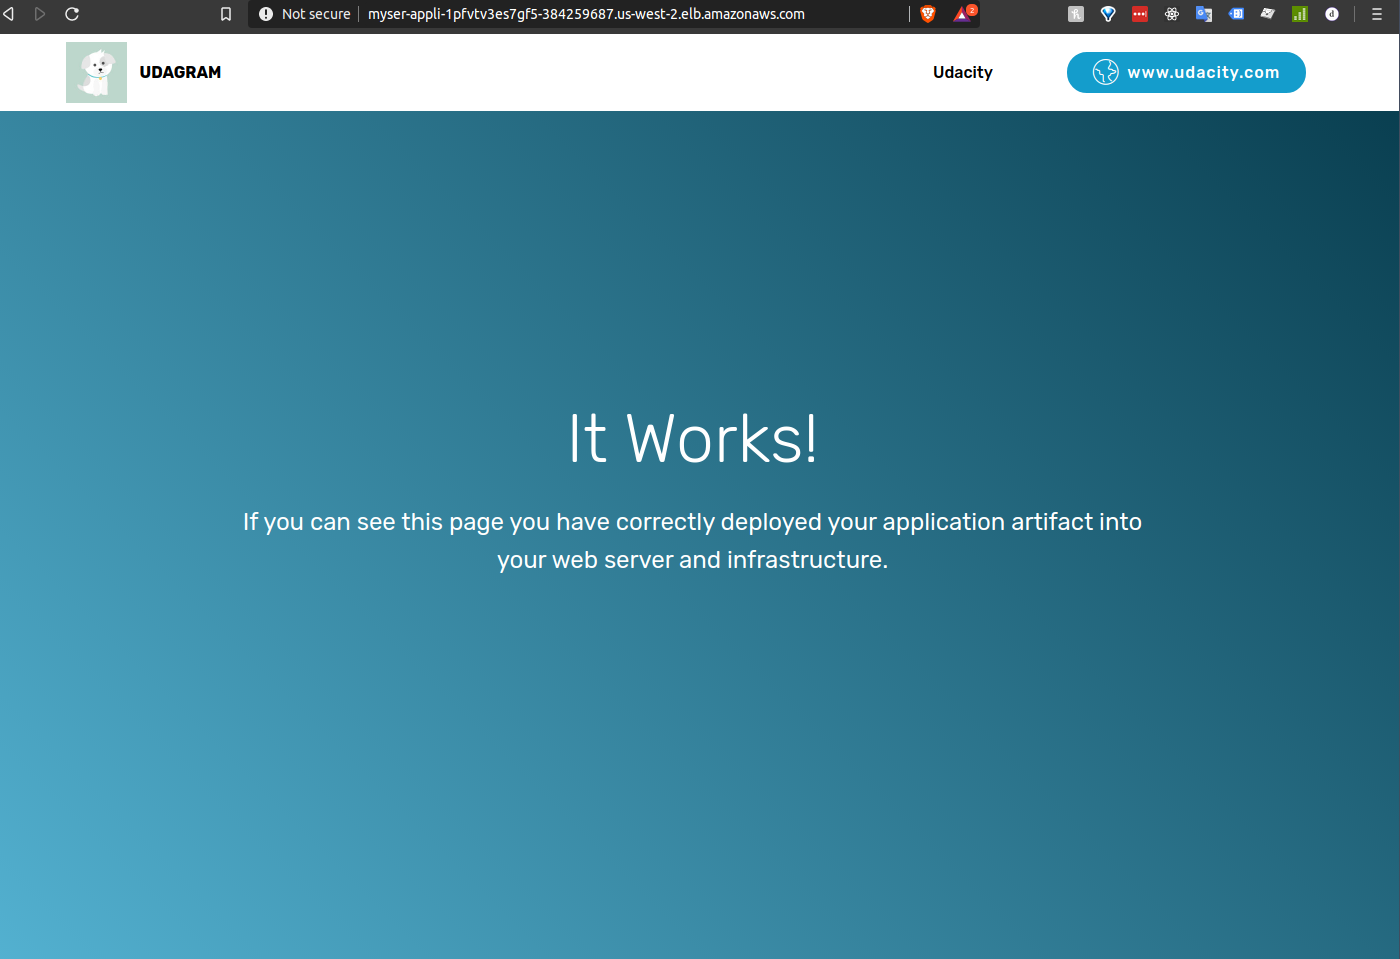 Not secure myser-appli-1pfvtv3es7gf5-384259687.us-west-2.elb.amazonaws.com 2
UDAGRAM Udacity www.udacity.com
It Works!
If you can see this page you have correctly deployed your application artifact into
your web server and infrastructure.